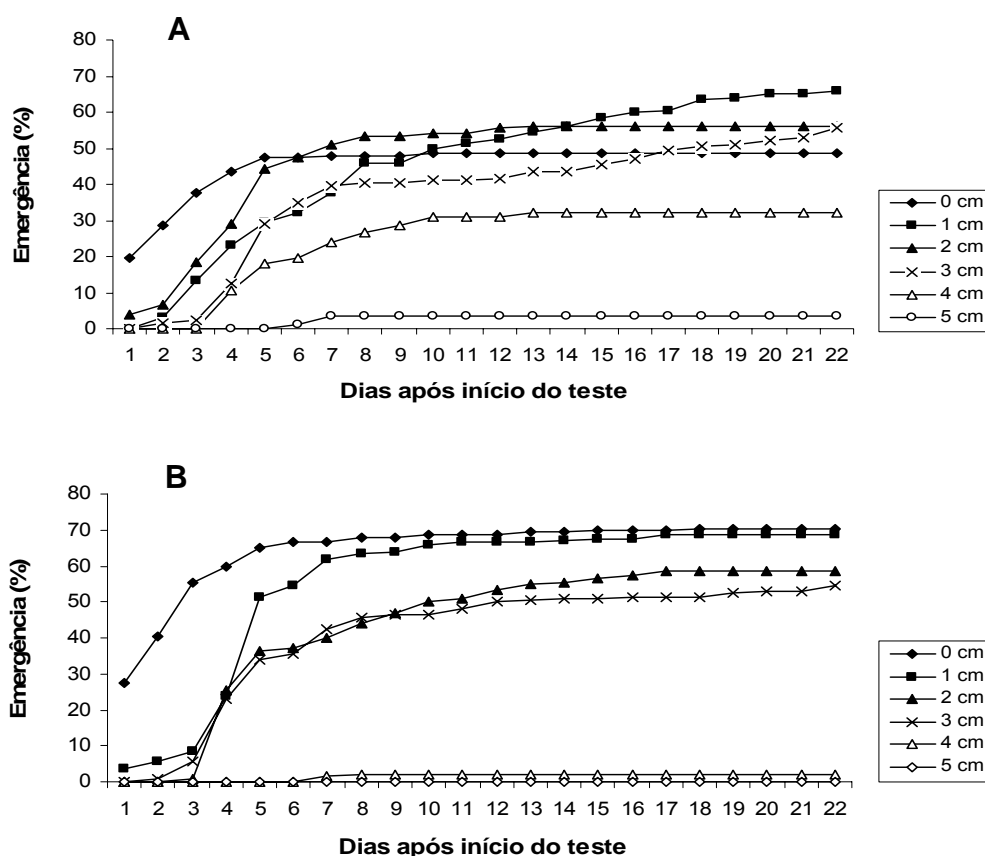 A
80
70
60
50
40
30
20
10
0
Emergência (%)
1 2 3 4 5 6 7 8 9 10 11 12 13 14 15 16 17 18 19 20 21 22
Dias após início do teste
0 cm
1 cm
2 cm
3 cm
4 cm
5 cm
B
80
70
60
50
40
30
20
10
0
Emergência (%)
1 2 3 4 5 6 7 8 9 10 11 12 13 14 15 16 17 18 19 20 21 22
Dias após início do teste
0 cm
1 cm
2 cm
3 cm
4 cm
5 cm